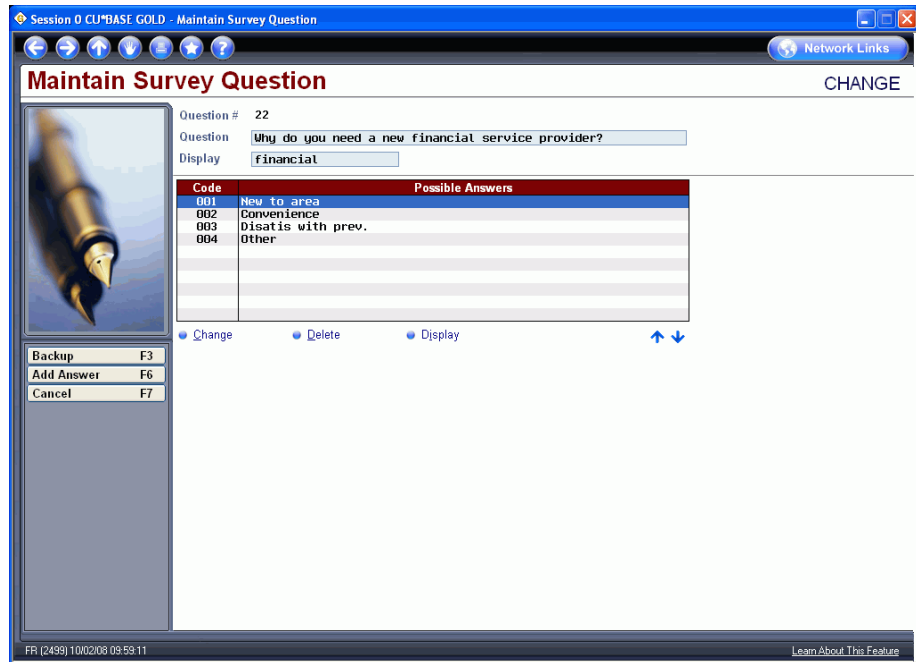 Session 0 CU*BASE GOLD - Maintain Survey Question
Network Links
Maintain Survey Question
CHANGE
Question # 22
Question Why do you need a new financial service provider?
Display financial
Code Possible Answers
001 New to area
002 Convenience
003 Disatis with prev.
004 Other
Change Delete Display
Backup F3
Add Answer F6
Cancel F7
FR (2499) 10/02/08 09:59:11
Learn About This Feature